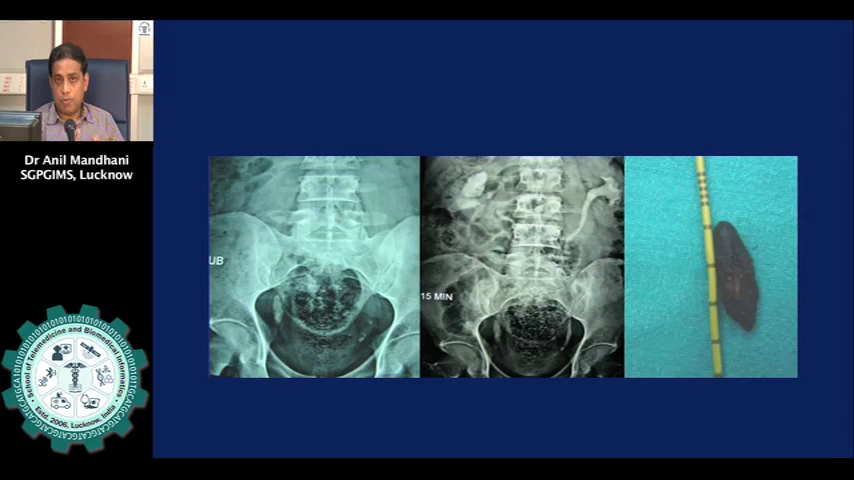 Dr Anil Mandhani
SGPGIMS, Lucknow
UB
15 MIN
School of Telemedicine and Biomedical Informatics
Estd. 2006, Lucknow, India